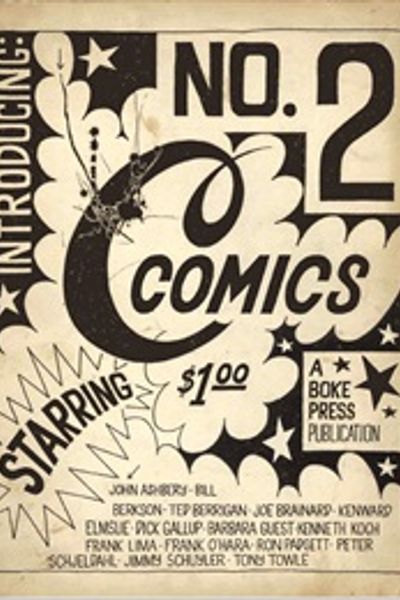 INTRODUCING:
NO. 2
C COMICS
$1.00
A
BOKE
PRESS
PUBLICATION
STARRING
JOHN ASHBERY · BILL
BERKSON · TED BERRIGAN · JOE BRAINARD · KENWARD
ELMSLIE · DICK GALLUP · BARBARA GUEST KENNETH KOCH
FRANK LIMA · FRANK O'HARA · RON PADGETT · PETER
SCHJELDAHL · JIMMY SCHUYLER · TONY TOWLE